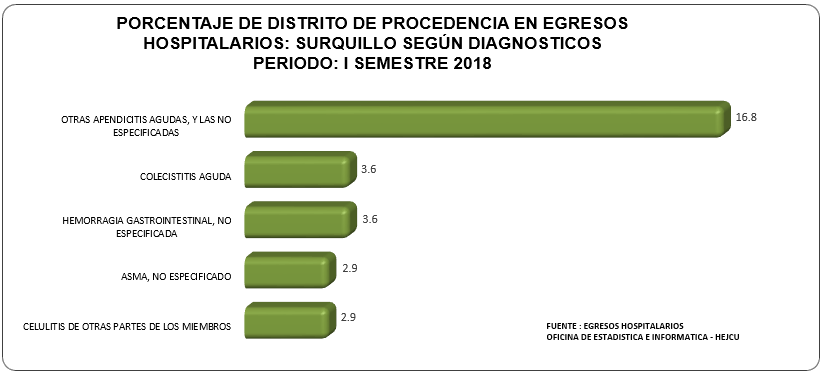 PORCENTAJE DE DISTRITO DE PROCEDENCIA EN EGRESOS
HOSPITALARIOS: SURQUILLO SEGÚN DIAGNOSTICOS
PERIODO: I SEMESTRE 2018
OTRAS APENDICITIS AGUDAS, Y LAS NO
ESPECIFICADAS
16.8
COLECISTITIS AGUDA
3.6
HEMORRAGIA GASTROINTESTINAL, NO
ESPECIFICADA
3.6
ASMA, NO ESPECIFICADO
2.9
CELULITIS DE OTRAS PARTES DE LOS MIEMBROS
2.9
FUENTE : EGRESOS HOSPITALARIOS
OFICINA DE ESTADISTICA E INFORMATICA - HEJCU